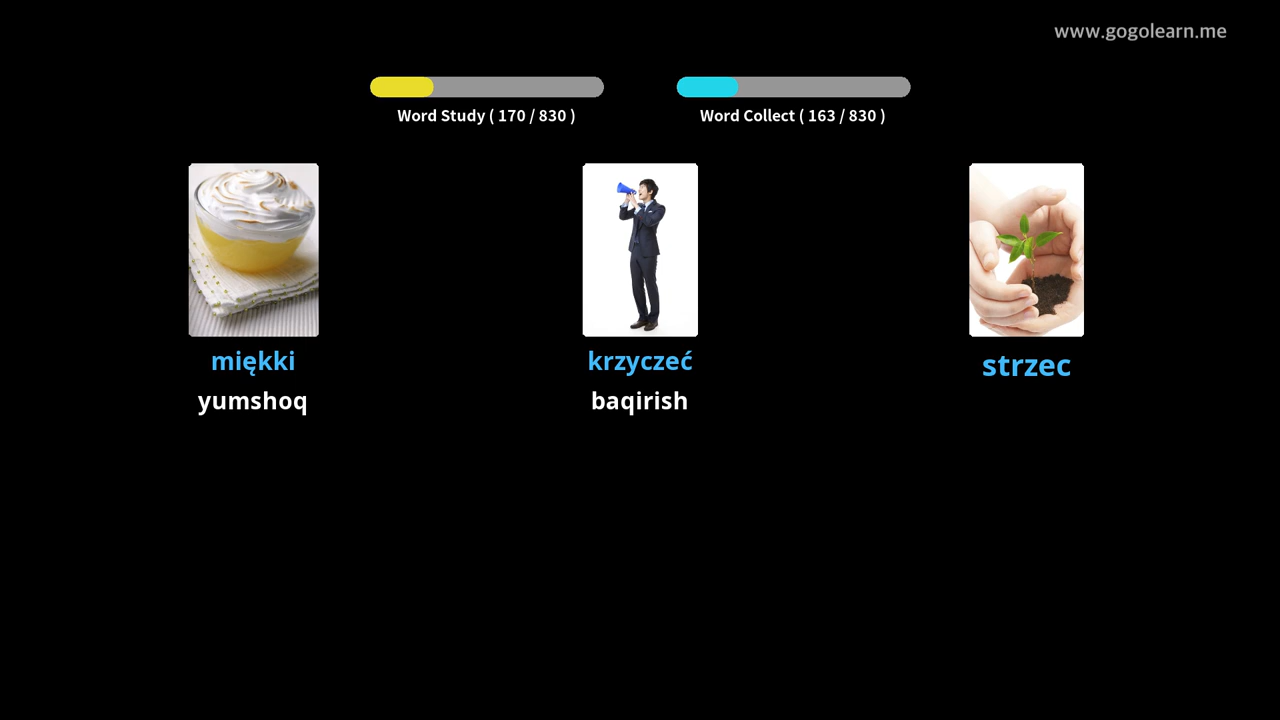 www.gogolearn.me
Word Study ( 170 / 830 )
Word Collect ( 163 / 830 )
miękki
yumshoq
krzyczeć
baqirish
strzec